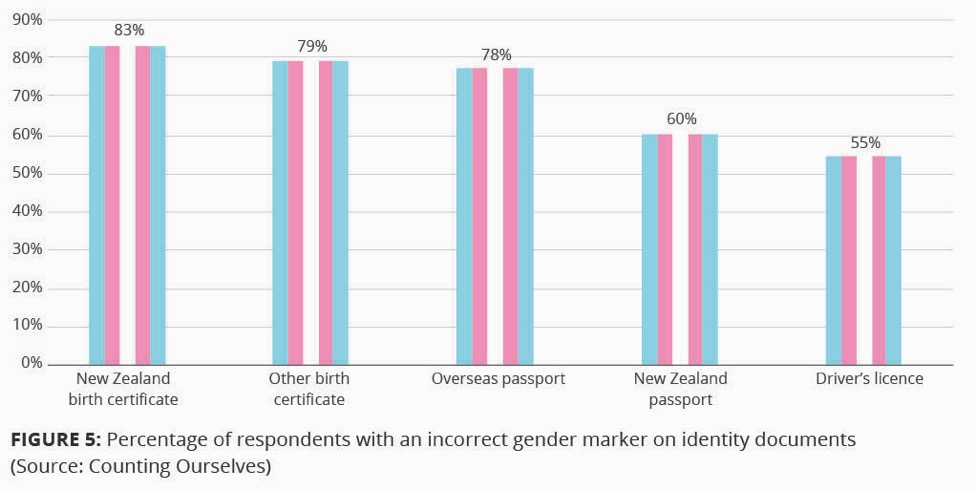 90%
83%
80%
79%
78%
70%
60%
60%
55%
50%
40%
30%
20%
10%
0%
New Zealand
birth certificate
Other birth
certificate
Overseas passport
New Zealand
passport
Driver’s licence
FIGURE 5: Percentage of respondents with an incorrect gender marker on identity documents
(Source: Counting Ourselves)